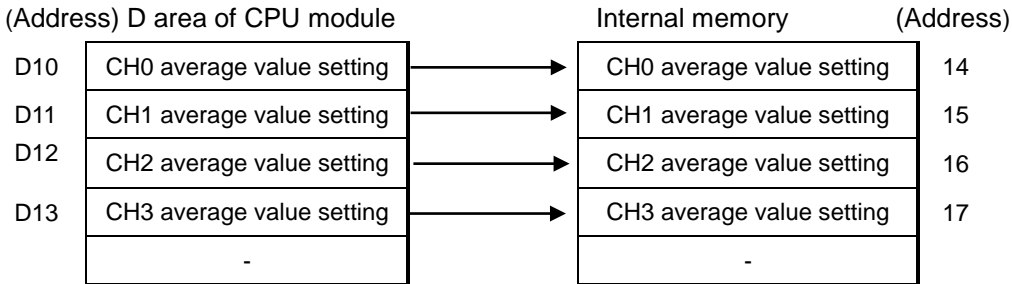 (Address) D area of CPU module Internal memory (Address)
D10 CH0 average value setting CH0 average value setting 14
D11 CH1 average value setting CH1 average value setting 15
D12 CH2 average value setting CH2 average value setting 16
D13 CH3 average value setting CH3 average value setting 17
- -